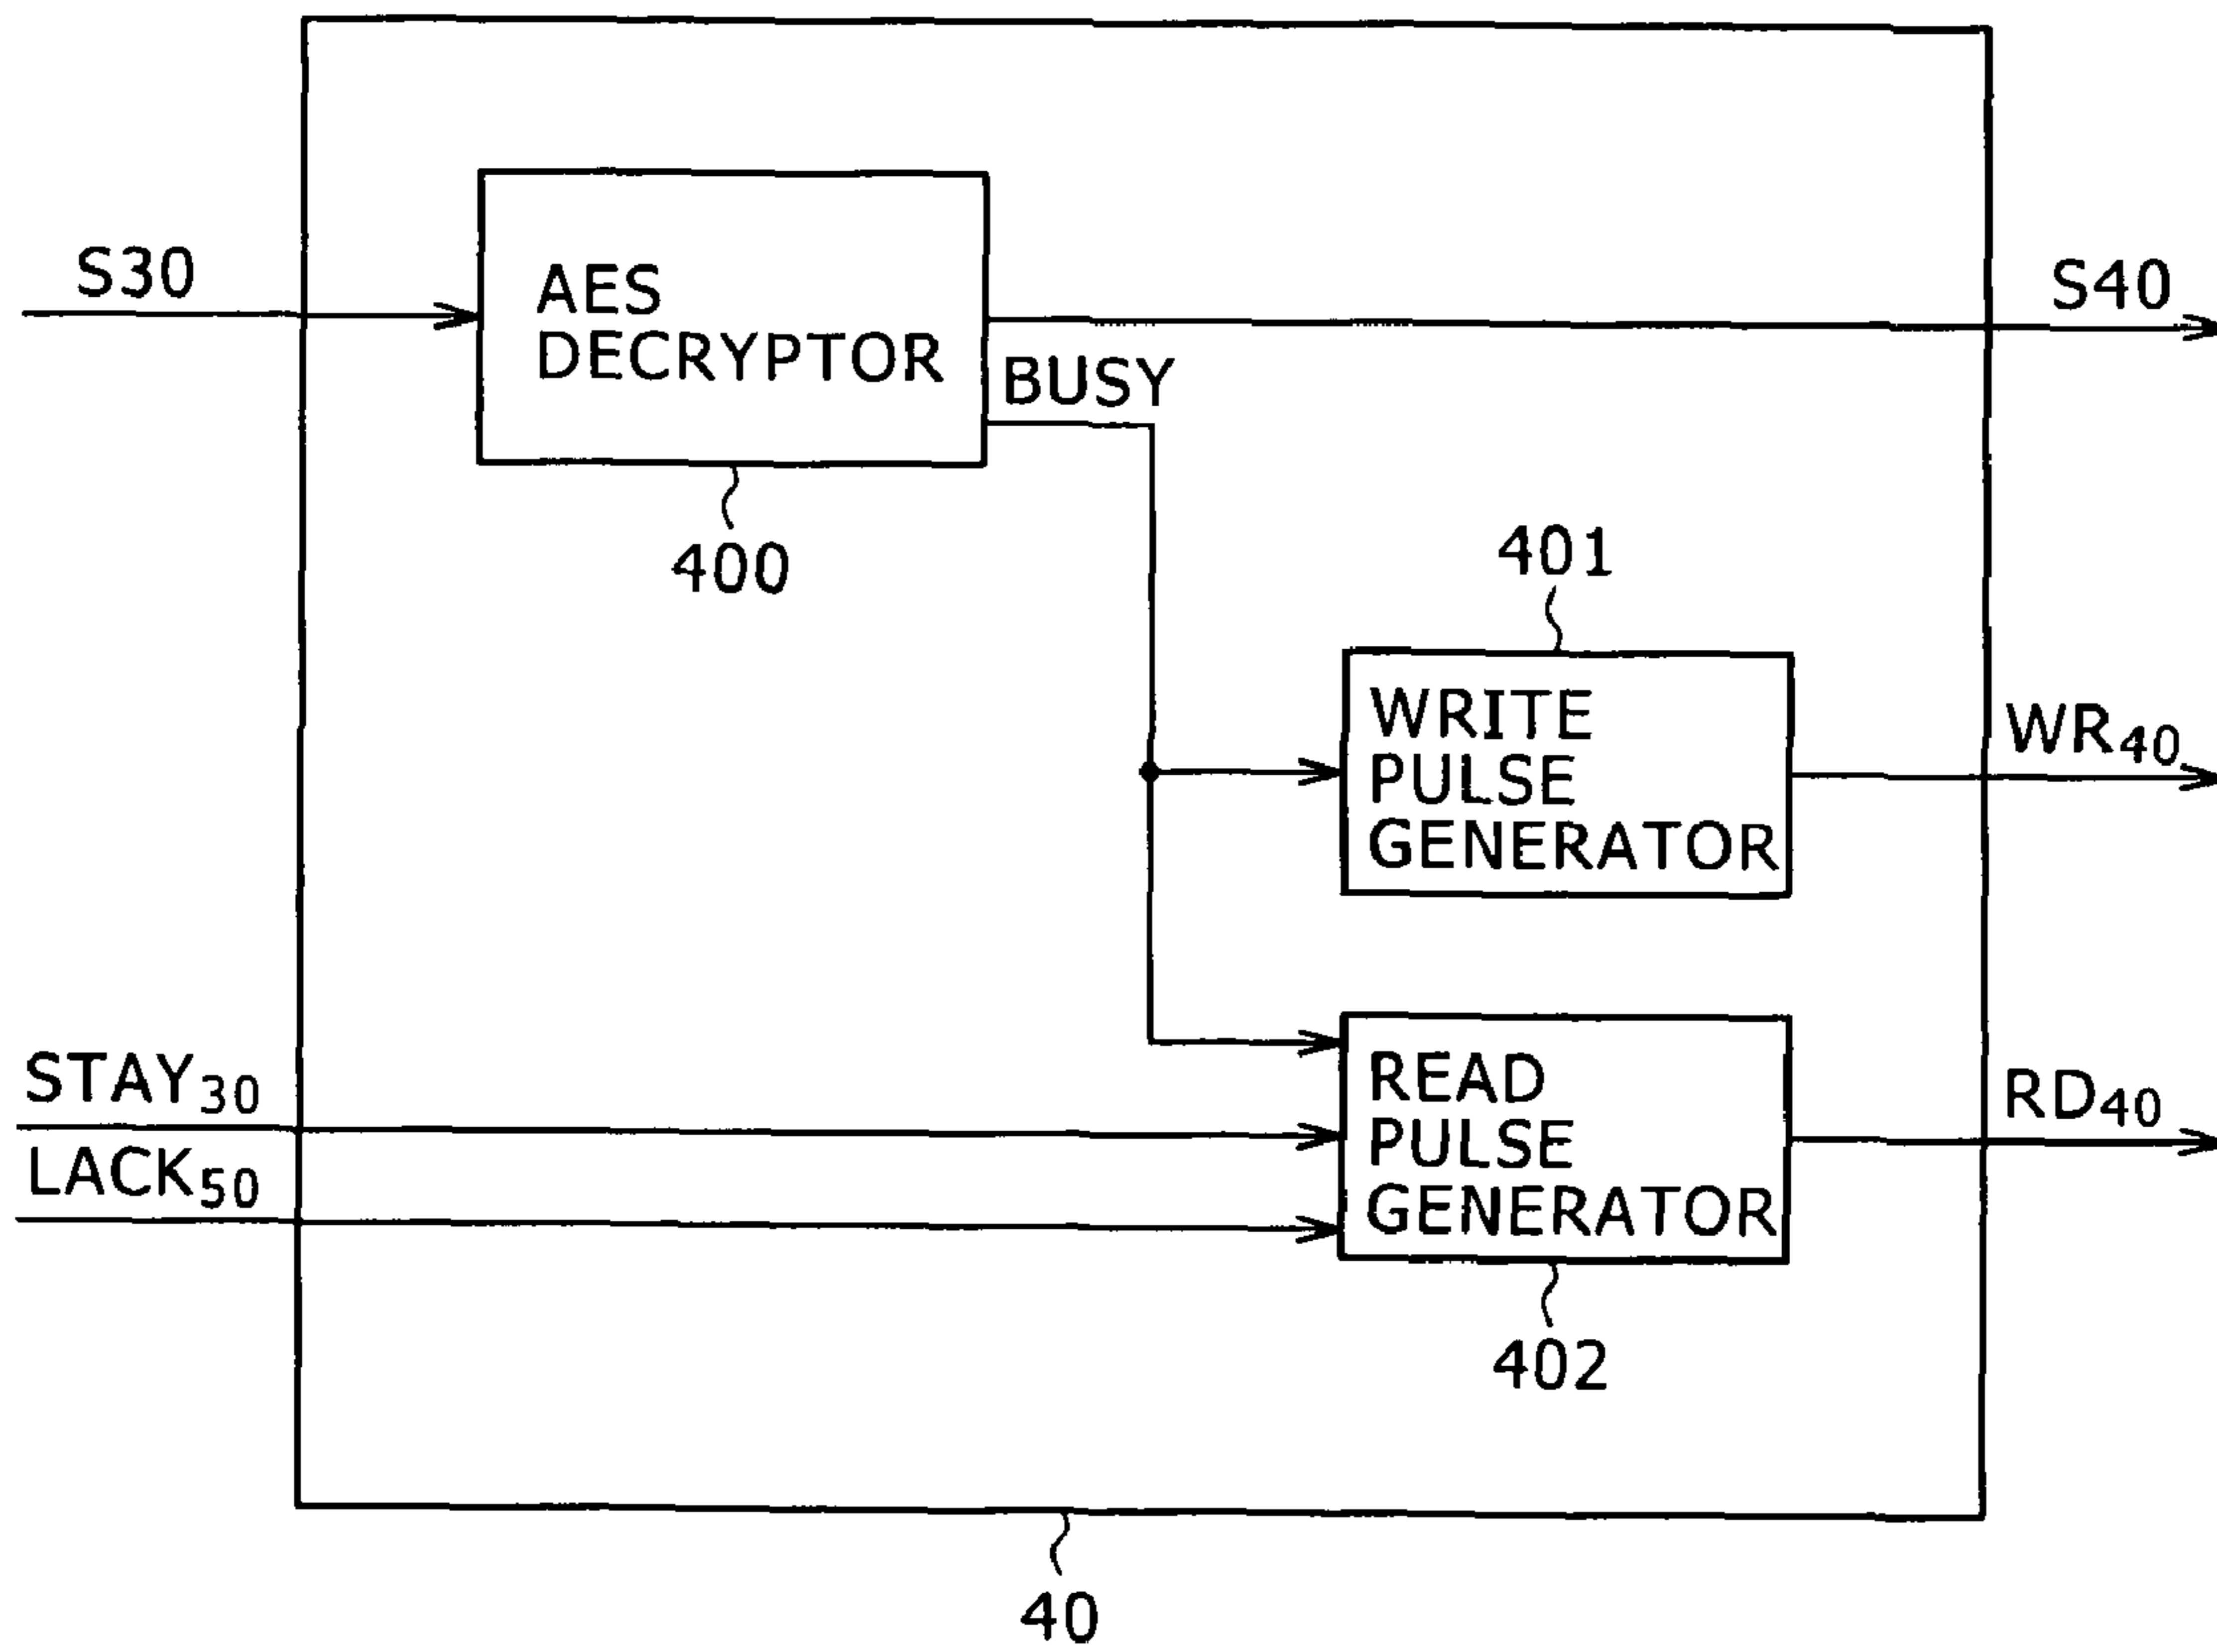 S30
AES
DECRYPTOR
S40
BUSY
400
401
WRITE
PULSE
GENERATOR
WR40
STAY30
LACK50
READ
PULSE
GENERATOR
RD40
402
40